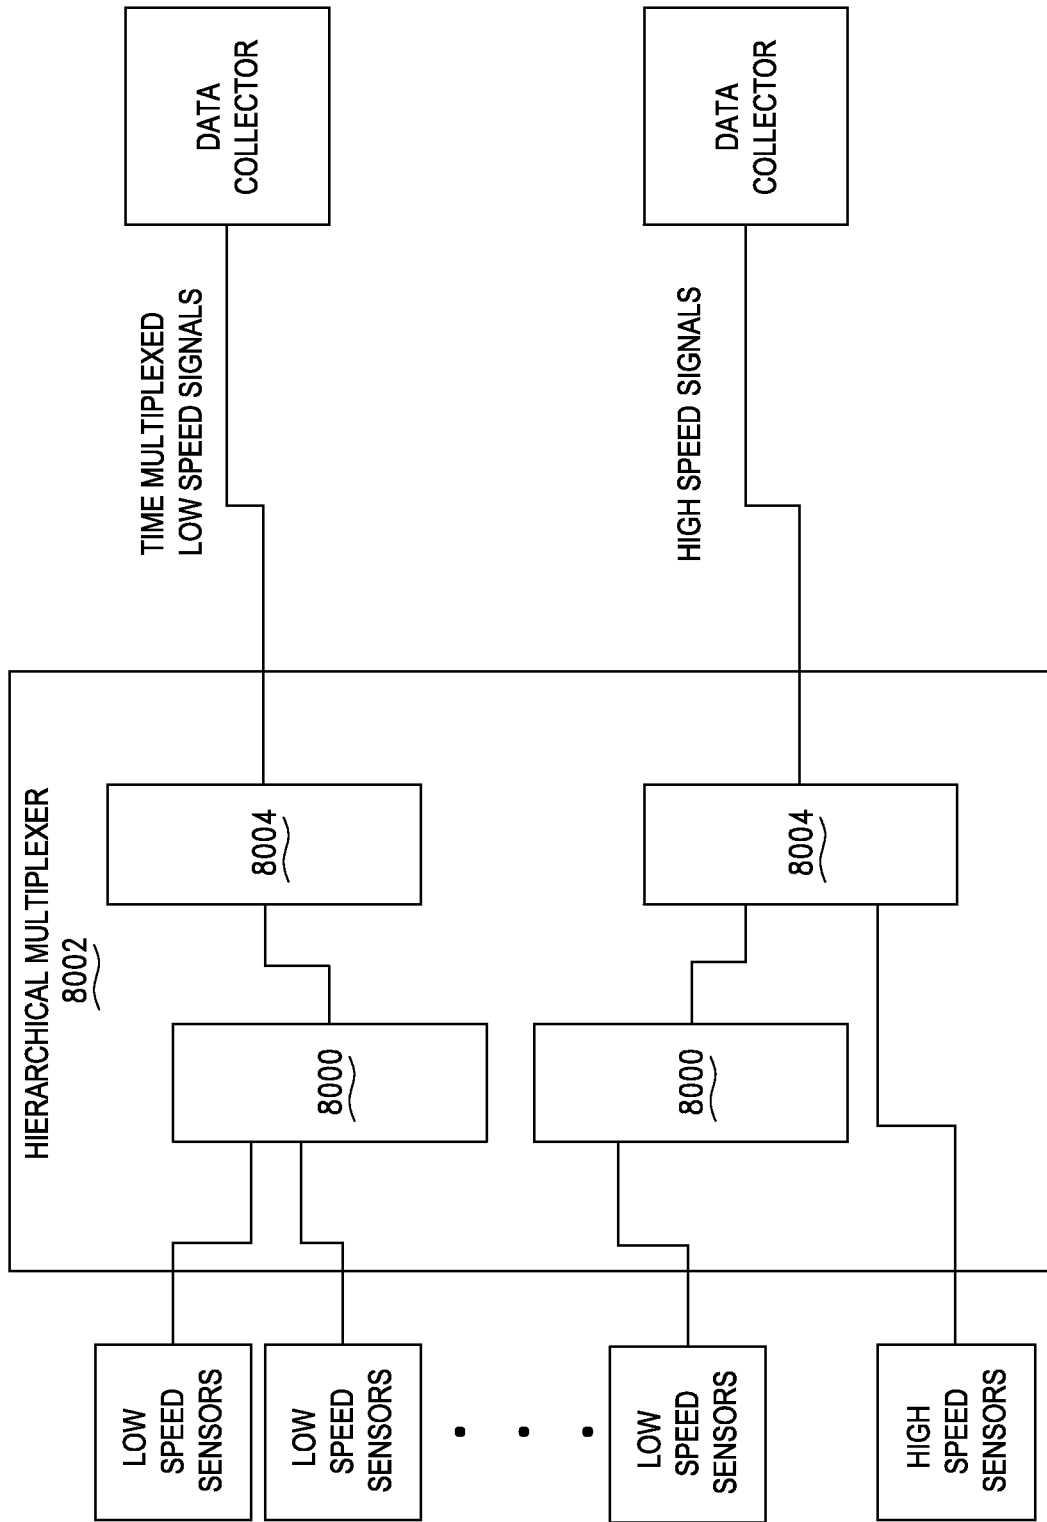 HIERARCHICAL MULTIPLEXER
8002
LOW
SPEED
SENSORS
LOW
SPEED
SENSORS
LOW
SPEED
SENSORS
HIGH
SPEED
SENSORS
8000
8000
8004
8004
TIME MULTIPLEXED
LOW SPEED SIGNALS
HIGH SPEED SIGNALS
DATA
COLLECTOR
DATA
COLLECTOR